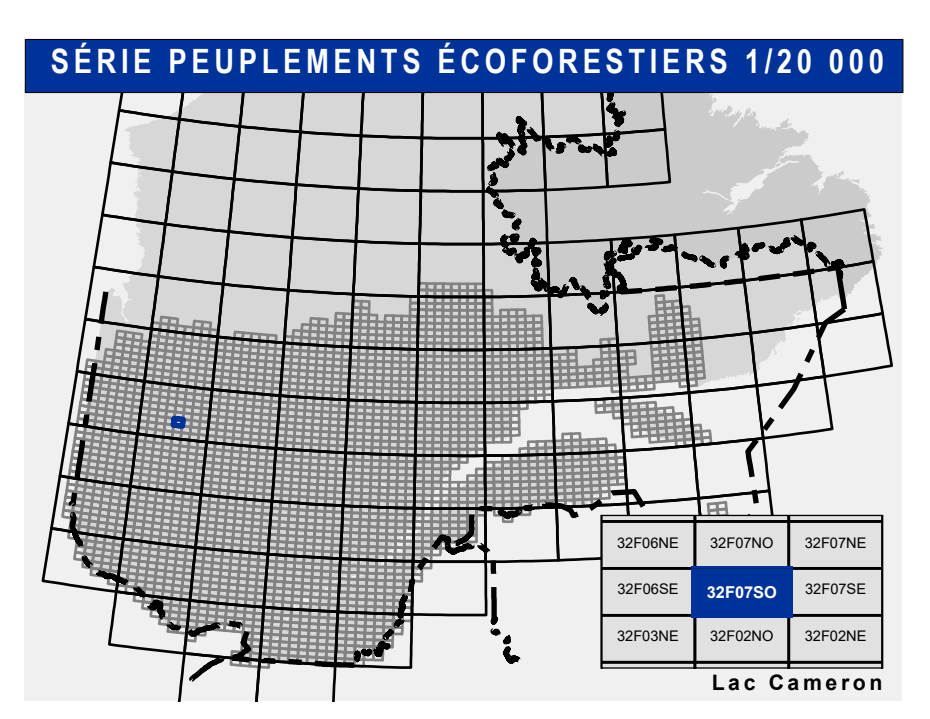 SÉRIE PEUPLEMENTS ÉCOFORESTIERS 1/20 000
32F06NE 32F07NO 32F07NE
32F06SE 32F07SO 32F07SE
32F03NE 32F02NO 32F02NE
Lac Cameron